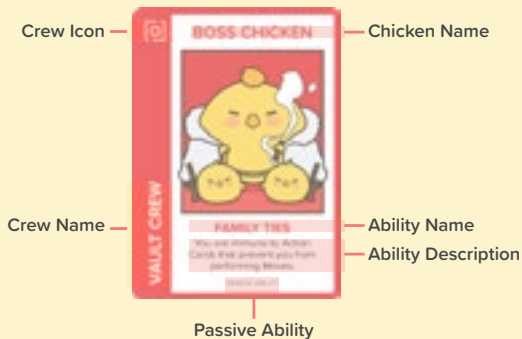 Crew Icon
BOSS CHICKEN
Chicken Name
Crew Name
VAULT CREW
FAMILY TIES
Ability Name
You are immune to Action
Cards that prevent you from
performing Moves.
Ability Description
Passive Ability